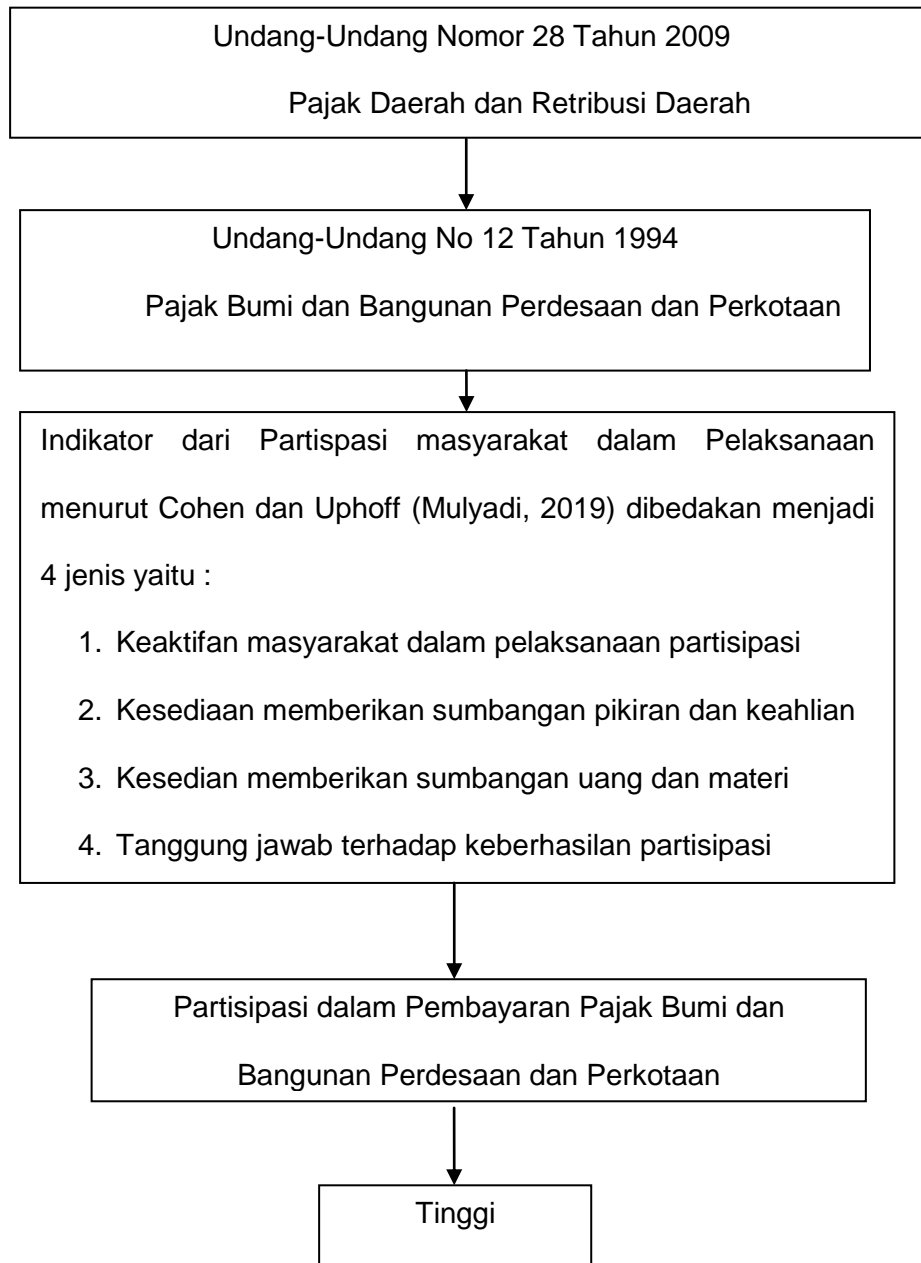 Undang-Undang Nomor 28 Tahun 2009
Pajak Daerah dan Retribusi Daerah
Undang-Undang No 12 Tahun 1994
Pajak Bumi dan Bangunan Perdesaan dan Perkotaan
Indikator dari Partispasi masyarakat dalam Pelaksanaan
menurut Cohen dan Uphoff (Mulyadi, 2019) dibedakan menjadi
4 jenis yaitu :
1. Keaktifan masyarakat dalam pelaksanaan partisipasi
2. Kesediaan memberikan sumbangan pikiran dan keahlian
3. Kesedian memberikan sumbangan uang dan materi
4. Tanggung jawab terhadap keberhasilan partisipasi
Partisipasi dalam Pembayaran Pajak Bumi dan
Bangunan Perdesaan dan Perkotaan
Tinggi